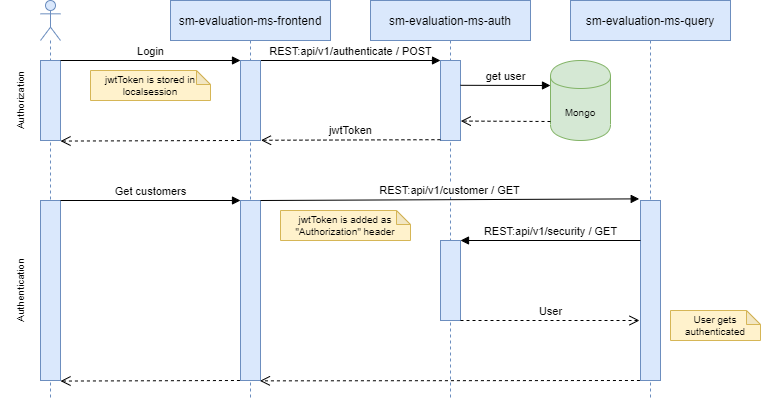 sm-evaluation-ms-frontend
sm-evaluation-ms-auth
sm-evaluation-ms-query
Authorization
Login
REST:api/v1/authenticate / POST
jwtToken is stored in
localsession
get user
Mongo
jwtToken
Authentication
Get customers
REST:api/v1/customer / GET
jwtToken is added as
"Authorization" header
REST:api/v1/security / GET
User
User gets
authenticated